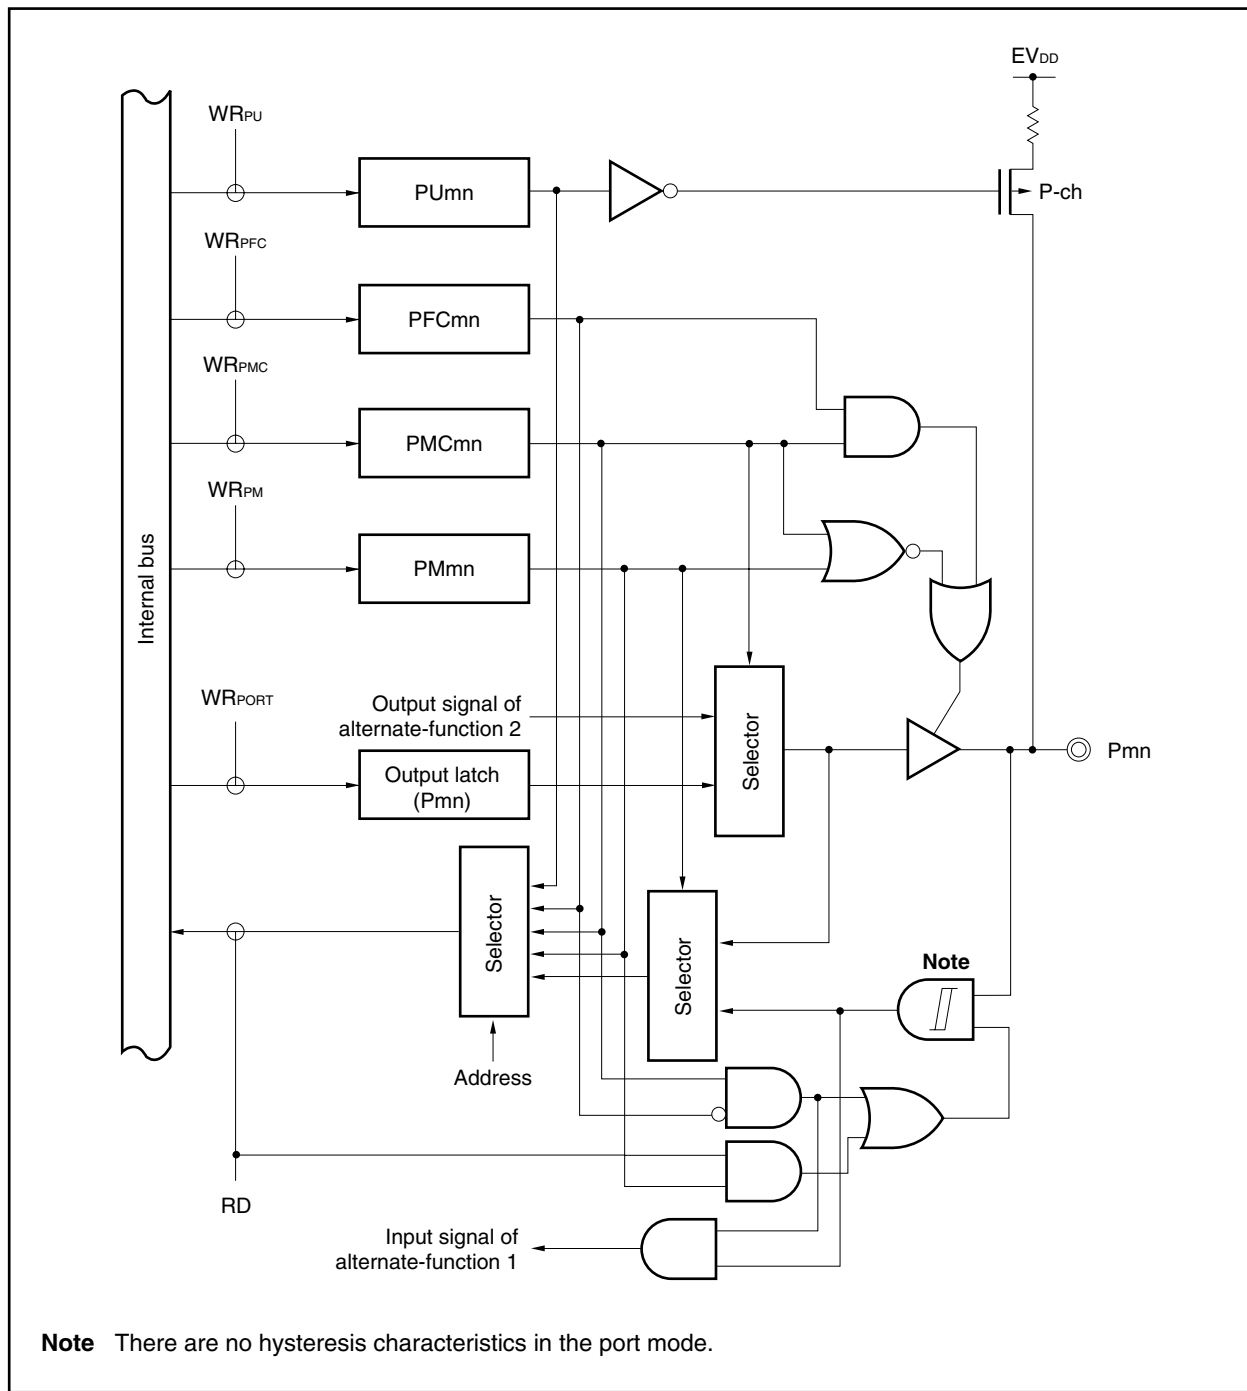 EVDD
WRPU
PUmn
P-ch
WRPFC
PFCmn
WRPMC
PMCmn
WRPM
PMmn
Internal bus
WRPORT
Output signal of
alternate-function 2
Selector
Pmn
Output latch
(Pmn)
Selector
Selector
Note
Address
RD
Input signal of
alternate-function 1
Note There are no hysteresis characteristics in the port mode.